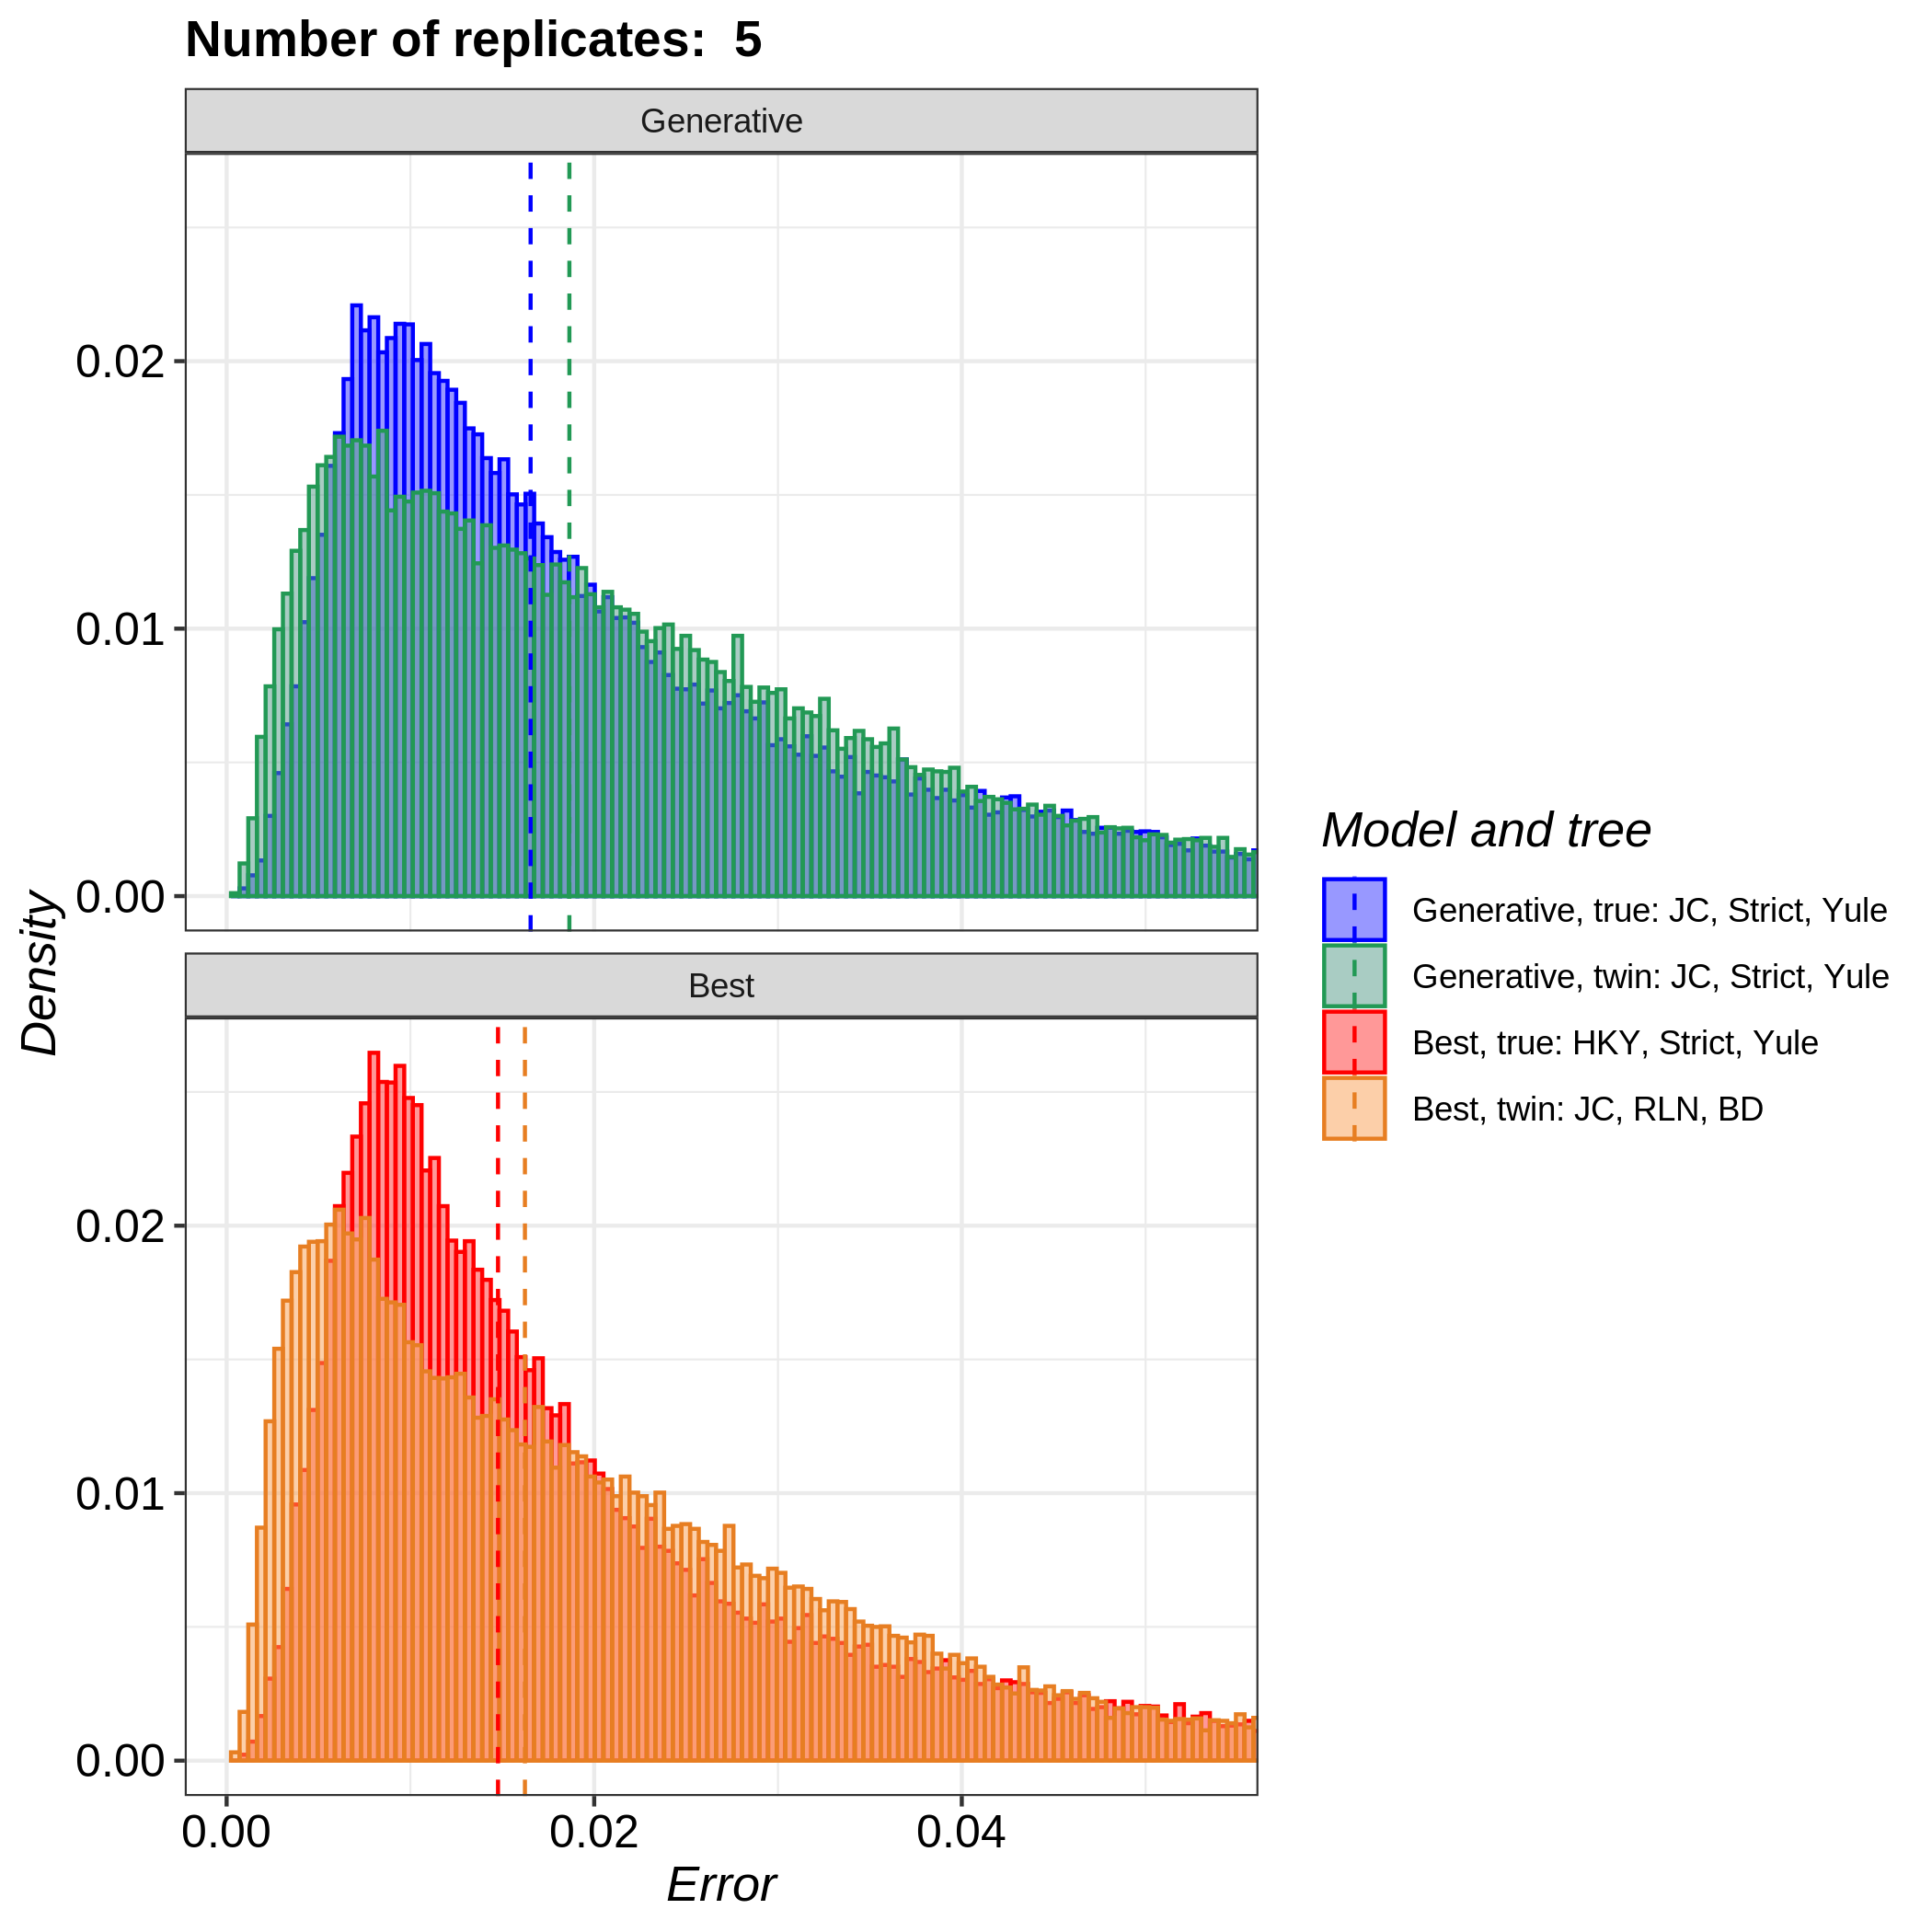 Number of replicates:  5
Generative
0.02
0.01
0.00
Best
0.02
0.01
0.00
0.00
0.02
0.04
Error
Density
Model and tree
Generative, true: JC, Strict, Yule
Generative, twin: JC, Strict, Yule
Best, true: HKY, Strict, Yule
Best, twin: JC, RLN, BD